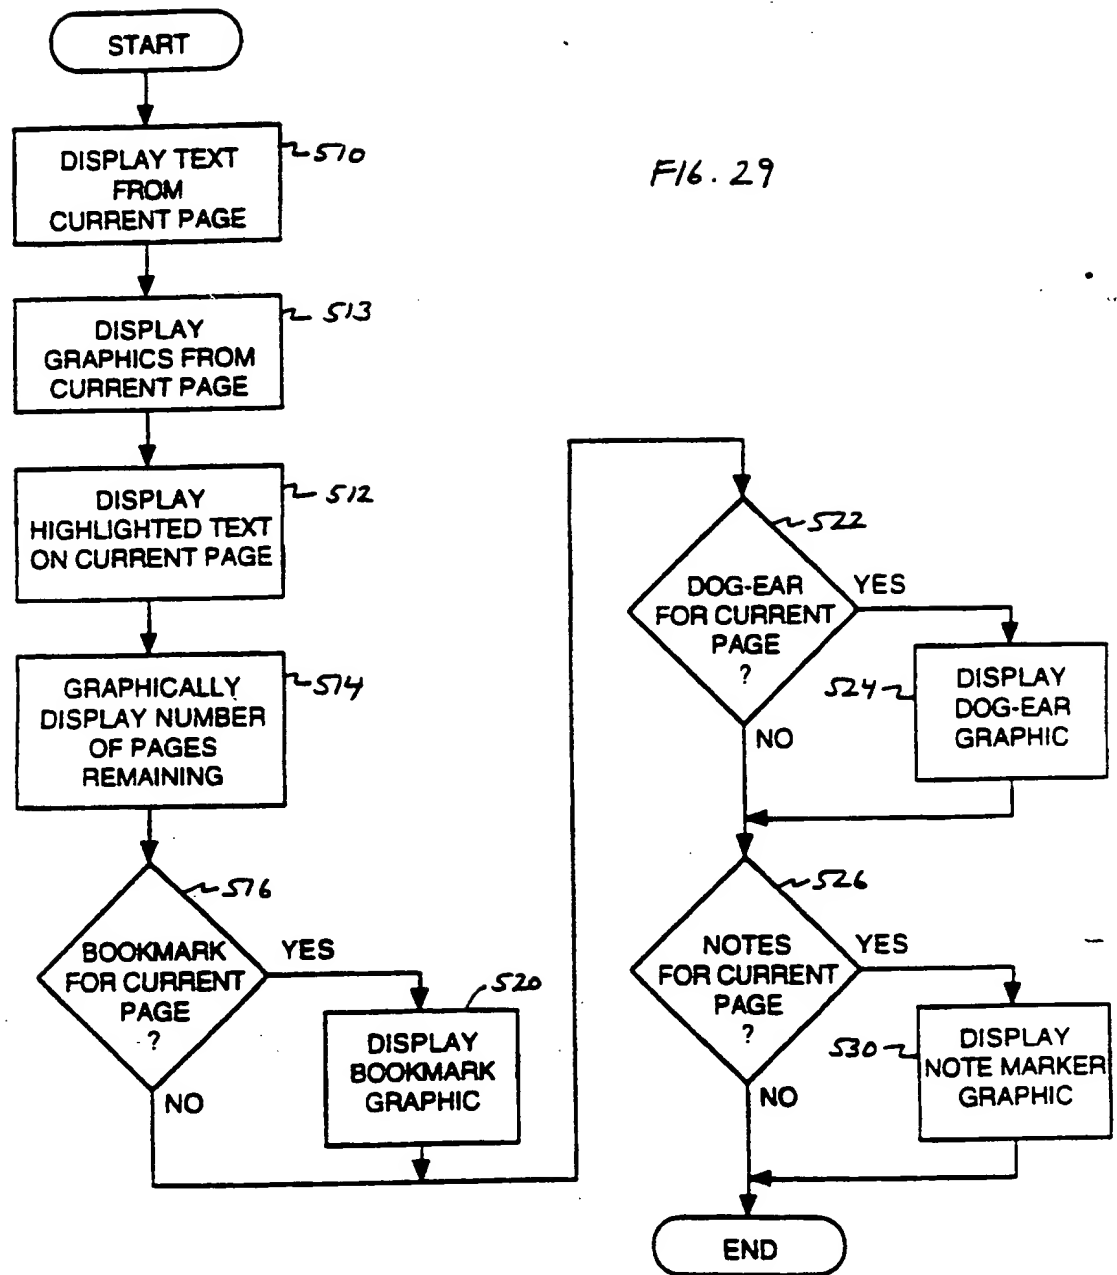 START
DISPLAY TEXT
FROM
CURRENT PAGE
510
FIG. 29
DISPLAY
GRAPHICS FROM
CURRENT PAGE
513
DISPLAY
HIGHLIGHTED TEXT
ON CURRENT PAGE
512
GRAPHICALLY
DISPLAY NUMBER
OF PAGES
REMAINING
514
BOOKMARK
FOR CURRENT
PAGE
?
516
YES
NO
520
DISPLAY
BOOKMARK
GRAPHIC
522
DOG-EAR
FOR CURRENT
PAGE
?
YES
NO
524
DISPLAY
DOG-EAR
GRAPHIC
526
NOTES
FOR CURRENT
PAGE
?
YES
NO
530
DISPLAY
NOTE MARKER
GRAPHIC
END